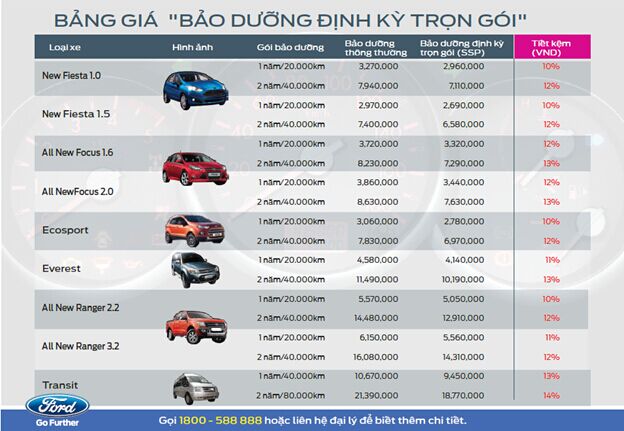 BẢNG GIÁ "BẢO DƯỠNG ĐỊNH KỲ TRỌN GÓI"
Loại xe Hình ảnh Gói bảo dưỡng Bảo dưỡng thông thường Bảo dưỡng định kỳ trọn gói (SSP) Tiết kệm (VND)
New Fiesta 1.0 1 năm/20.000km 3,270,000 2,960,000 10%
2 năm/40.000km 7,940,000 7,110,000 12%
New Fiesta 1.5 1 năm/20.000km 2,970,000 2,690,000 10%
2 năm/40.000km 7,400,000 6,580,000 12%
All New Focus 1.6 1 năm/20.000km 3,720,000 3,320,000 12%
2 năm/40.000km 8,230,000 7,290,000 13%
All NewFocus 2.0 1 năm/20.000km 3,860,000 3,440,000 12%
2 năm/40.000km 8,630,000 7,630,000 13%
Ecosport 1 năm/20.000km 3,060,000 2,780,000 10%
2 năm/40.000km 7,830,000 6,970,000 12%
Everest 1 năm/20.000km 4,580,000 4,140,000 11%
2 năm/40.000km 11,490,000 10,190,000 13%
All New Ranger 2.2 1 năm/20.000km 5,570,000 5,050,000 10%
2 năm/40.000km 14,480,000 12,910,000 12%
All New Ranger 3.2 1 năm/20.000km 6,150,000 5,560,000 11%
2 năm/40.000km 16,080,000 14,310,000 12%
Transit 1 năm/40.000km 10,670,000 9,450,000 13%
2 năm/80.000km 21,390,000 18,770,000 14%
Ford
Go Further
Gọi 1800 - 588 888 hoặc liên hệ đại lý để biết thêm chi tiết.